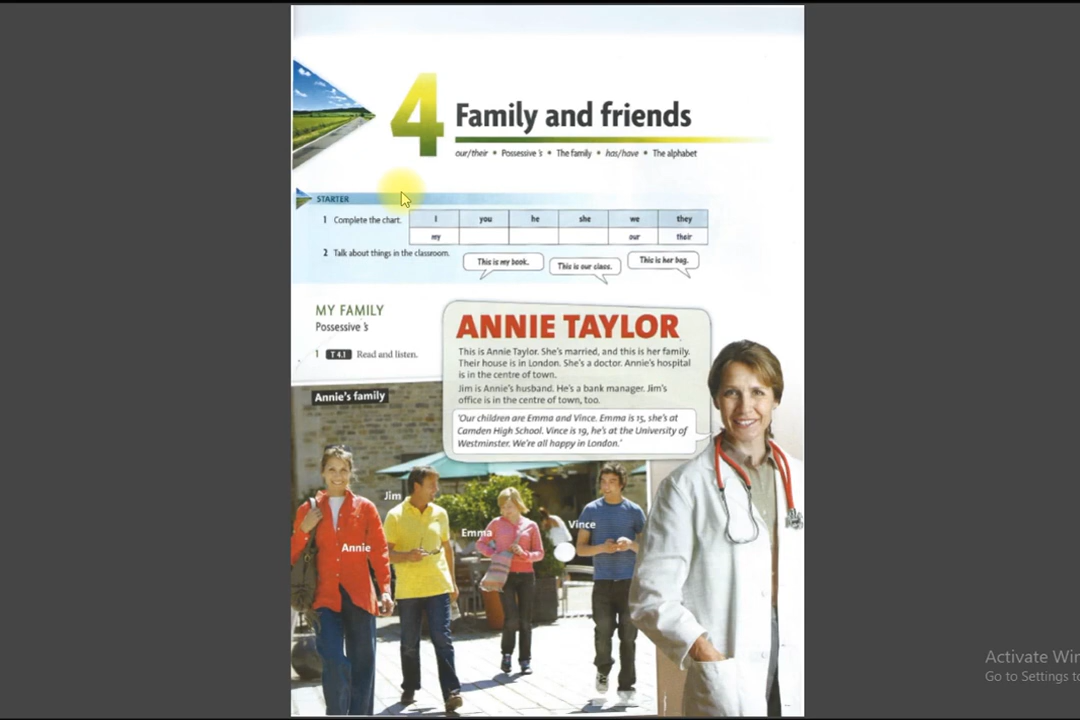 4
Family and friends
our/their • Possessive 's • The family • has/have • The alphabet
STARTER
1 Complete the chart.
I you he she we they
my our their
2 Talk about things in the classroom.
This is my book.
This is our class.
This is her bag.
MY FAMILY
Possessive 's
1 T 4.1 Read and listen.
ANNIE TAYLOR
This is Annie Taylor. She's married, and this is her family.
Their house is in London. She's a doctor. Annie's hospital
is in the centre of town.
Jim is Annie's husband. He's a bank manager. Jim's
office is in the centre of town, too.
'Our children are Emma and Vince. Emma is 15, she's at
Camden High School. Vince is 19, he's at the University of
Westminster. We're all happy in London.'
Annie's family
Jim
Emma
Vince
Annie
Activate Win
Go to Settings to